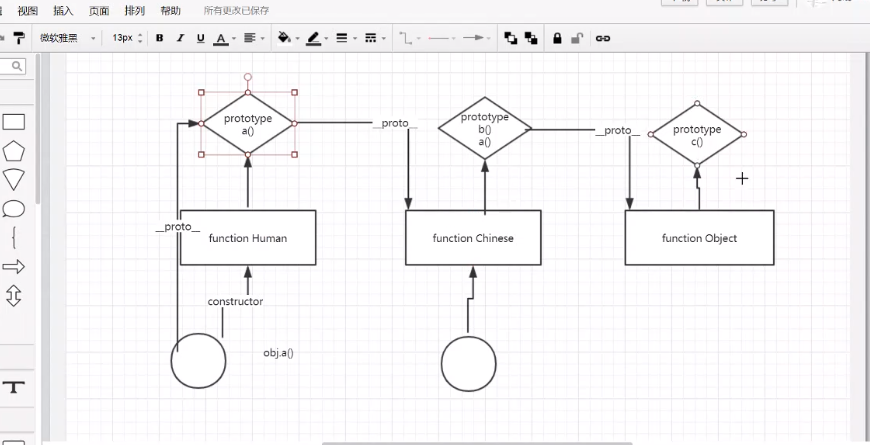 视图 插入 页面 排列 帮助 所有更改已保存
微软雅黑 13px B I U A
prototype
a()
__proto__
prototype
b()
a()
__proto__
prototype
c()
__proto__
function Human
function Chinese
function Object
constructor
obj.a()
T